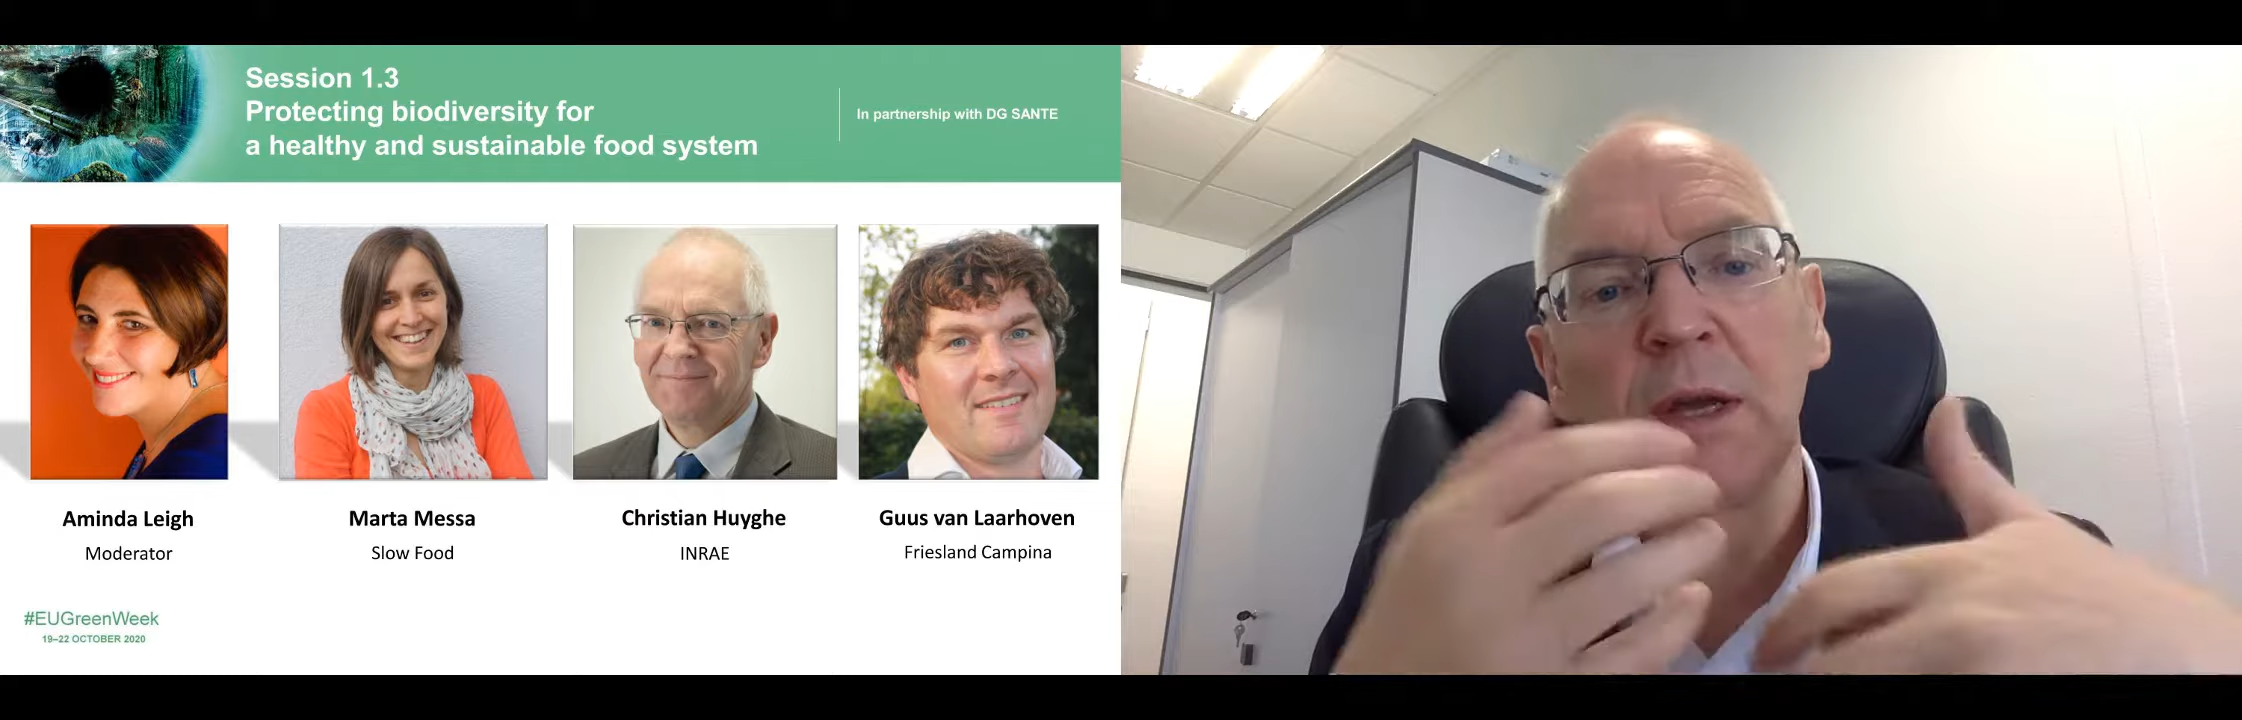 Session 1.3
Protecting biodiversity for
a healthy and sustainable food system
In partnership with DG SANTE
Aminda Leigh
Moderator
Marta Messa
Slow Food
Christian Huyghe
INRAE
Guus van Laarhoven
Friesland Campina
#EUGreenWeek
19–22 OCTOBER 2020